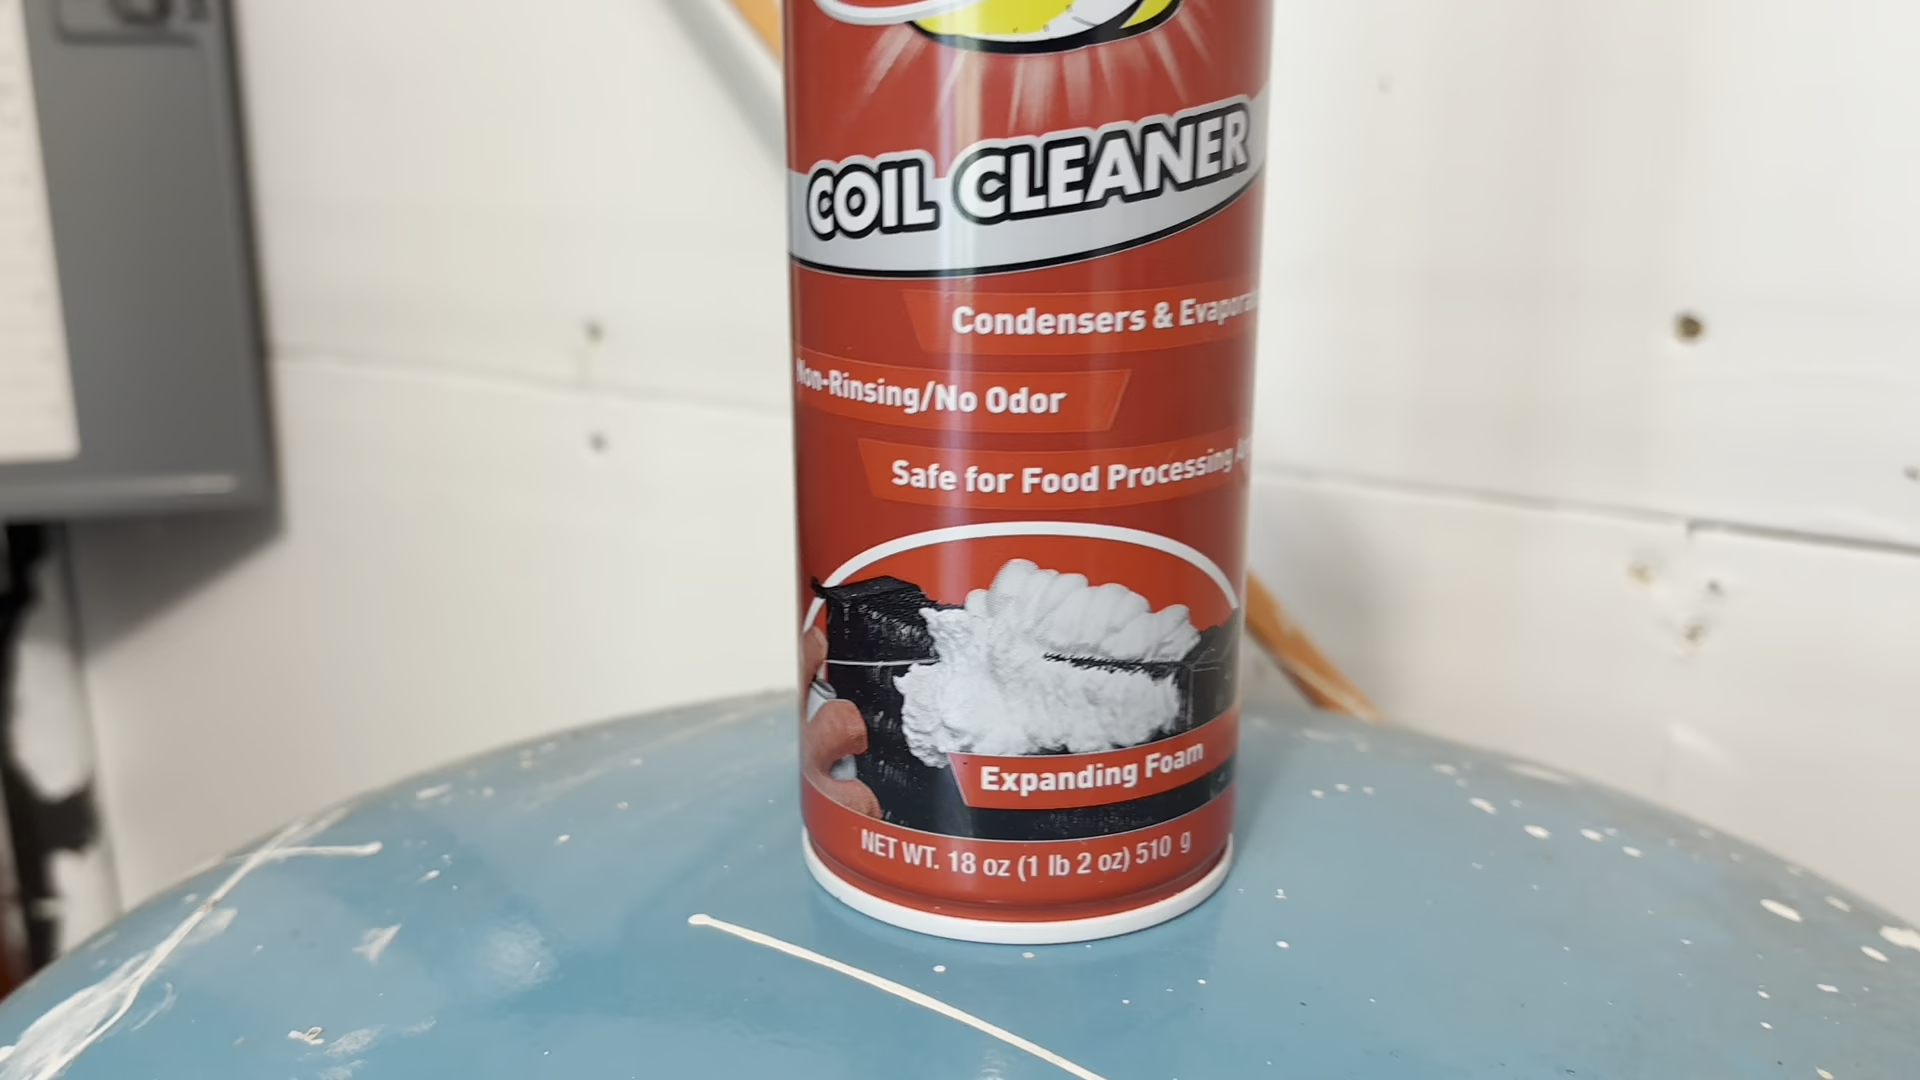 COIL CLEANER
Condensers &
Non-Rinsing/No Odor
Safe for Food Processing
Expanding Foam
NET WT. 18 oz (1 lb 2 oz) 510 g